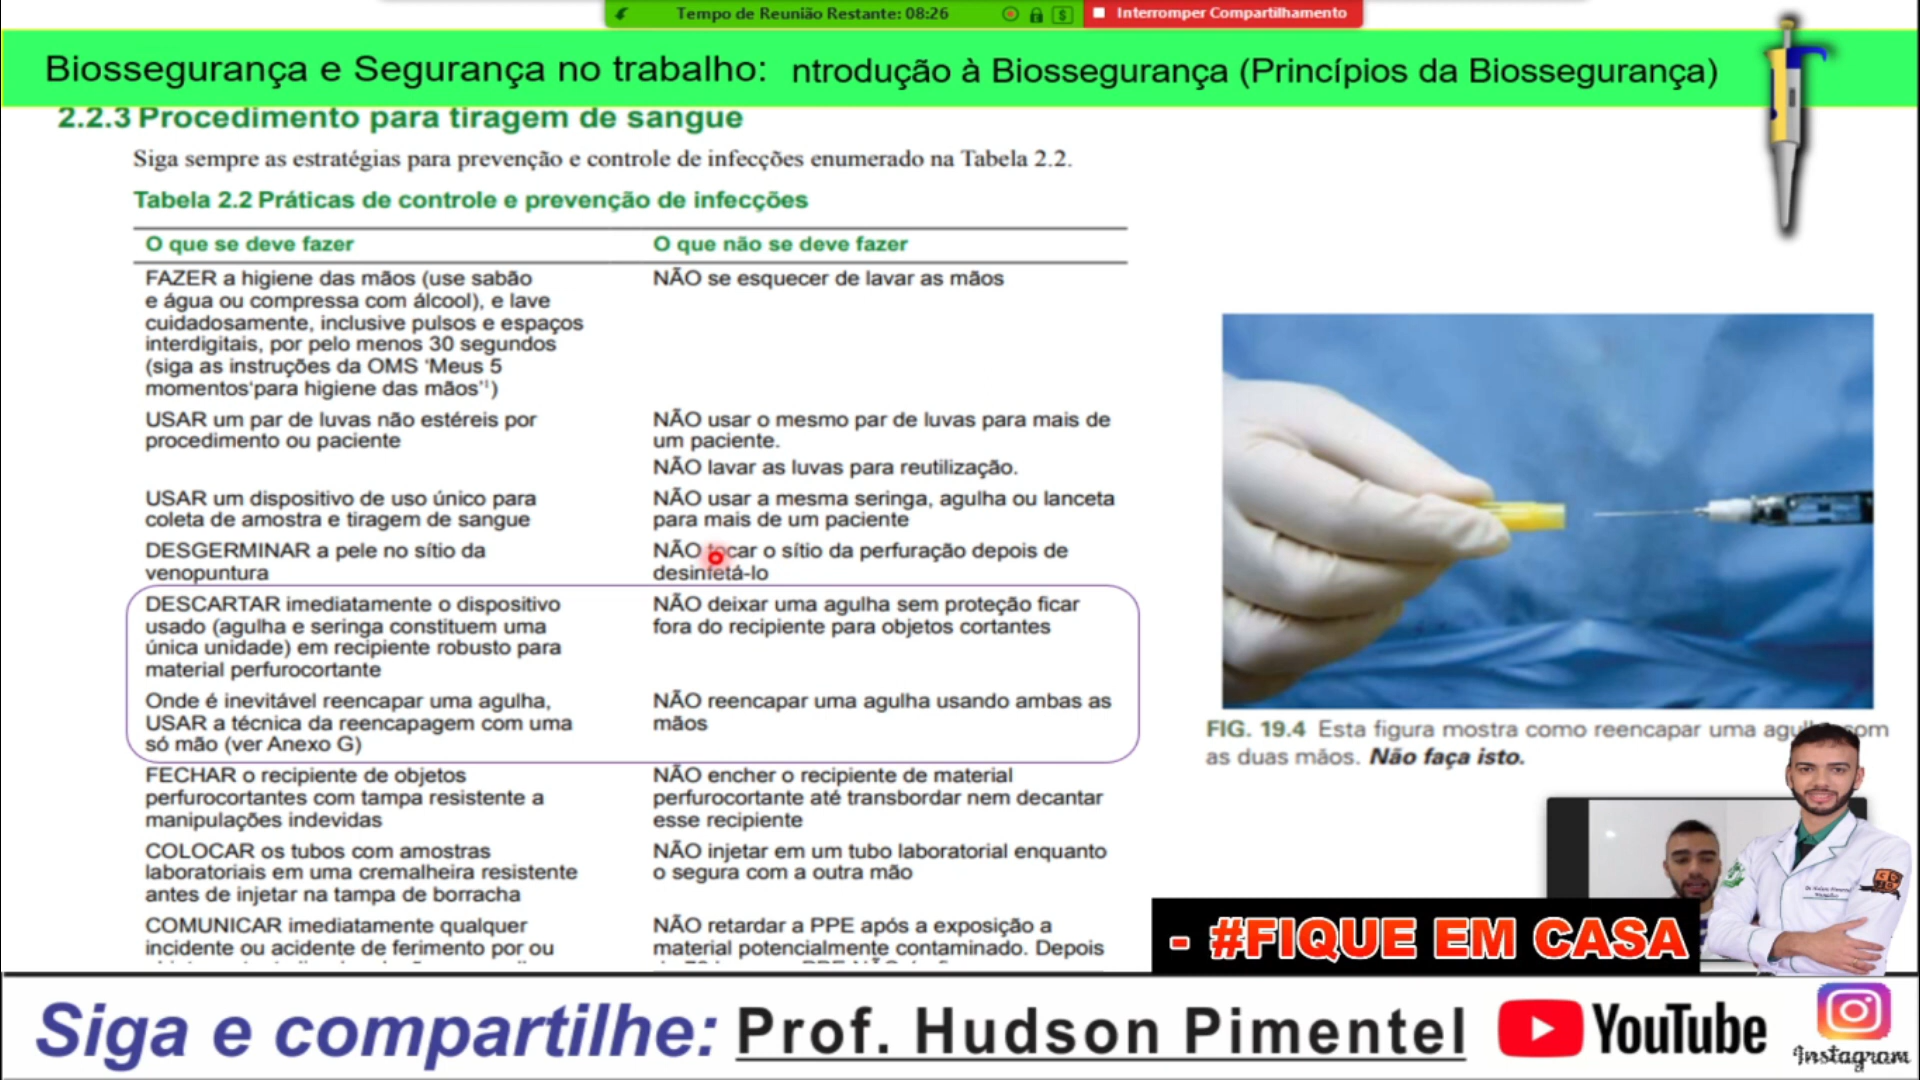 Tempo de Reunião Restante: 08:26
Interromper Compartilhamento
Biossegurança e Segurança no trabalho: ntrodução à Biossegurança (Princípios da Biossegurança)
2.2.3 Procedimento para tiragem de sangue
Siga sempre as estratégias para prevenção e controle de infecções enumerado na Tabela 2.2.
Tabela 2.2 Práticas de controle e prevenção de infecções
O que se deve fazer
O que não se deve fazer
FAZER a higiene das mãos (use sabão
e água ou compressa com álcool), e lave
cuidadosamente, inclusive pulsos e espaços
interdigitais, por pelo menos 30 segundos
(siga as instruções da OMS ‘Meus 5
momentos‘para higiene das mãos’¹)
NÃO se esquecer de lavar as mãos
USAR um par de luvas não estéreis por
procedimento ou paciente
NÃO usar o mesmo par de luvas para mais de
um paciente.
NÃO lavar as luvas para reutilização.
USAR um dispositivo de uso único para
coleta de amostra e tiragem de sangue
NÃO usar a mesma seringa, agulha ou lanceta
para mais de um paciente
DESGERMINAR a pele no sítio da
venopuntura
NÃO tocar o sítio da perfuração depois de
desinfetá-lo
DESCARTAR imediatamente o dispositivo
usado (agulha e seringa constituem uma
única unidade) em recipiente robusto para
material perfurocortante
NÃO deixar uma agulha sem proteção ficar
fora do recipiente para objetos cortantes
Onde é inevitável reencapar uma agulha,
USAR a técnica da reencapagem com uma
só mão (ver Anexo G)
NÃO reencapar uma agulha usando ambas as
mãos
FECHAR o recipiente de objetos
perfurocortantes com tampa resistente a
manipulações indevidas
NÃO encher o recipiente de material
perfurocortante até transbordar nem decantar
esse recipiente
COLOCAR os tubos com amostras
laboratoriais em uma cremalheira resistente
antes de injetar na tampa de borracha
NÃO injetar em um tubo laboratorial enquanto
o segura com a outra mão
COMUNICAR imediatamente qualquer
incidente ou acidente de ferimento por ou
NÃO retardar a PPE após a exposição a
material potencialmente contaminado. Depois
FIG. 19.4 Esta figura mostra como reencapar uma agulha com
as duas mãos. Não faça isto.
- #FIQUE EM CASA
Siga e compartilhe: Prof. Hudson Pimentel YouTube
Instagram